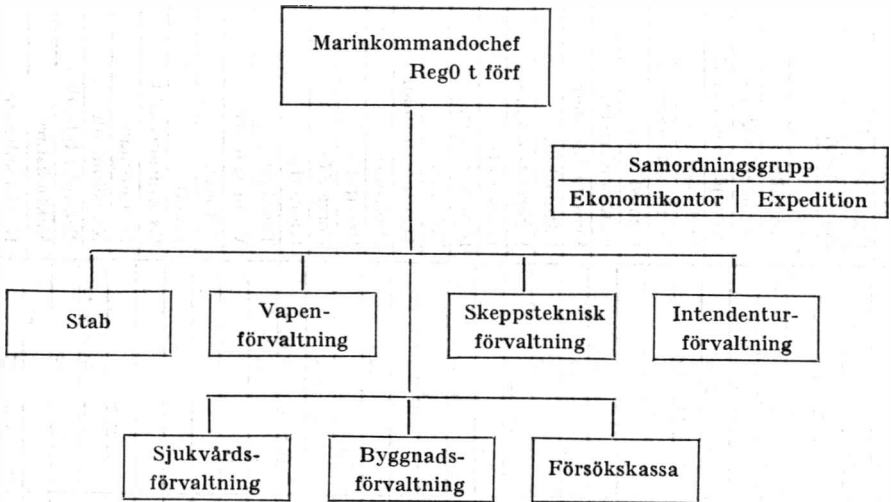 Marinkommandochef
Reg0 t förf
Samordningsgrupp
Ekonomikontor Expedition
Stab
Vapen-
förvaltning
Skeppsteknisk
förvaltning
Intendentur-
förvaltning
Sjukvårds-
förvaltning
Byggnads-
förvaltning
Försökskassa